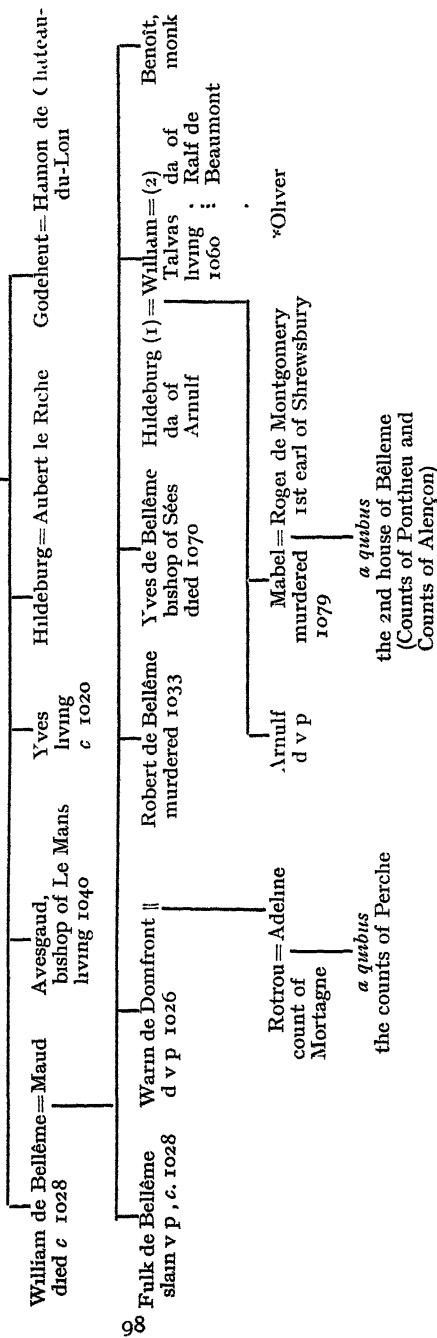 William de Bellême=Maud
died c 1028
Avesgaud,
bishop of Le Mans
living 1040
Yves
living
c 1020
Hildeburg=Aubert le Riche
Godeheut=Hamon de Chateau-
du-Loir
Fulk de Bellême
slain v p, c. 1028
Warin de Domfront
d v p 1026
Robert de Bellême
murdered 1033
Yves de Bellême
bishop of Sées
died 1070
Hildeburg (1)=William=(2)
da of
Arnulf
Talvas
living
1060
da of
Ralf de
Beaumont
Benoît,
monk
Rotrou=Adeline
count of
Mortagne
Arnulf
d v p
Mabel=Roger de Montgomery
murdered
1079
1st earl of Shrewsbury
*Oliver
a quibus
the counts of Perche
a quibus
the 2nd house of Bêlleme
(Counts of Ponthieu and
Counts of Alençon)
98